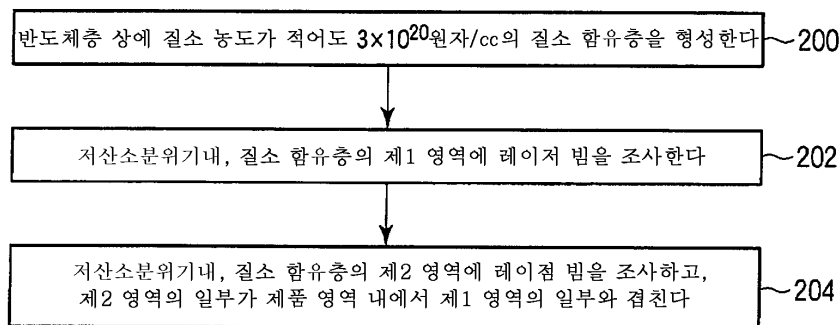 반도체층 상에 질소 농도가 적어도 3×10²⁰원자/cc의 질소 함유층을 형성한다
200
저산소분위기내, 질소 함유층의 제1 영역에 레이저 빔을 조사한다
202
저산소분위기내, 질소 함유층의 제2 영역에 레이점 빔을 조사하고,
제2 영역의 일부가 제품 영역 내에서 제1 영역의 일부와 겹친다
204